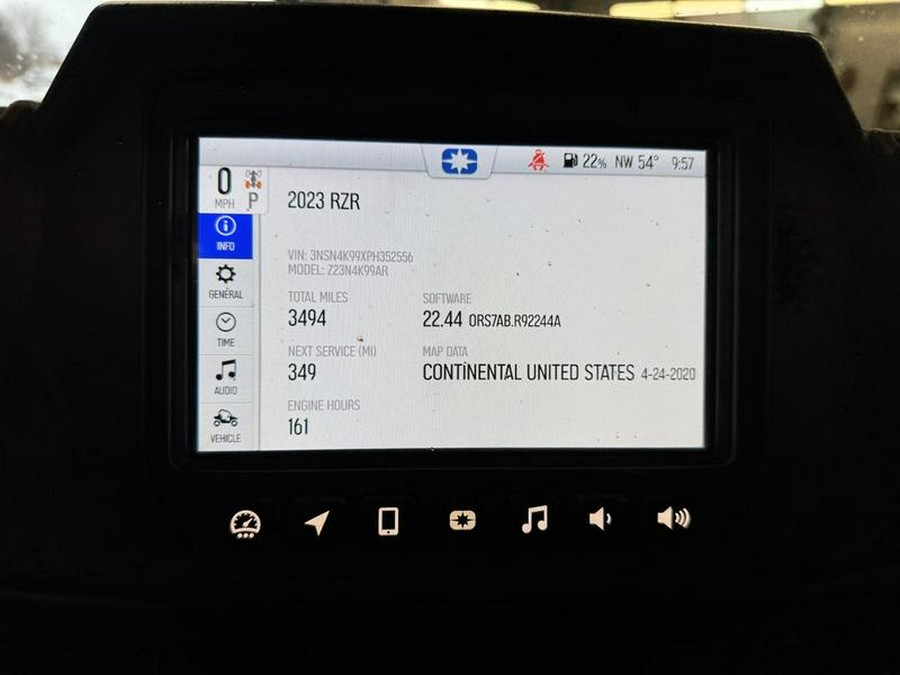 22% NW 54° 9:57
0
MPH P
INFO
GENERAL
TIME
AUDIO
VEHICLE
2023 RZR
VIN: 3NSN4K99XPH352556
MODEL: Z23N4K99AR
TOTAL MILES
3494
SOFTWARE
22.44 ORS7AB.R92244A
NEXT SERVICE (MI)
349
MAP DATA
CONTINENTAL UNITED STATES 4-24-2020
ENGINE HOURS
161